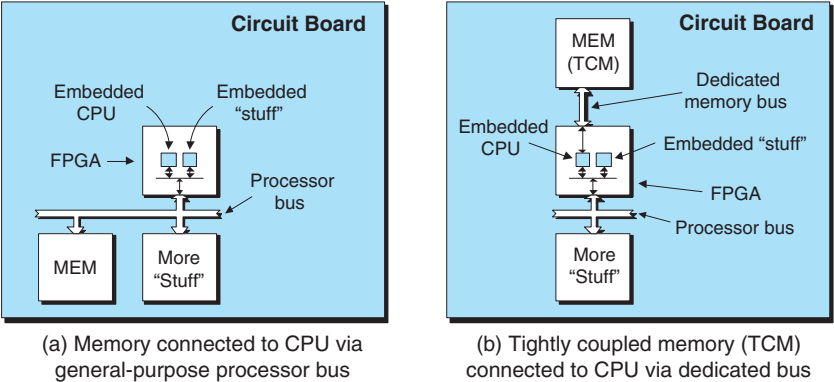 Circuit Board
Embedded
CPU
Embedded
“stuff”
FPGA
Processor
bus
MEM
More
“Stuff”
(a) Memory connected to CPU via
general-purpose processor bus
Circuit Board
MEM
(TCM)
Dedicated
memory bus
Embedded
CPU
Embedded “stuff”
FPGA
Processor bus
More
“Stuff”
(b) Tightly coupled memory (TCM)
connected to CPU via dedicated bus